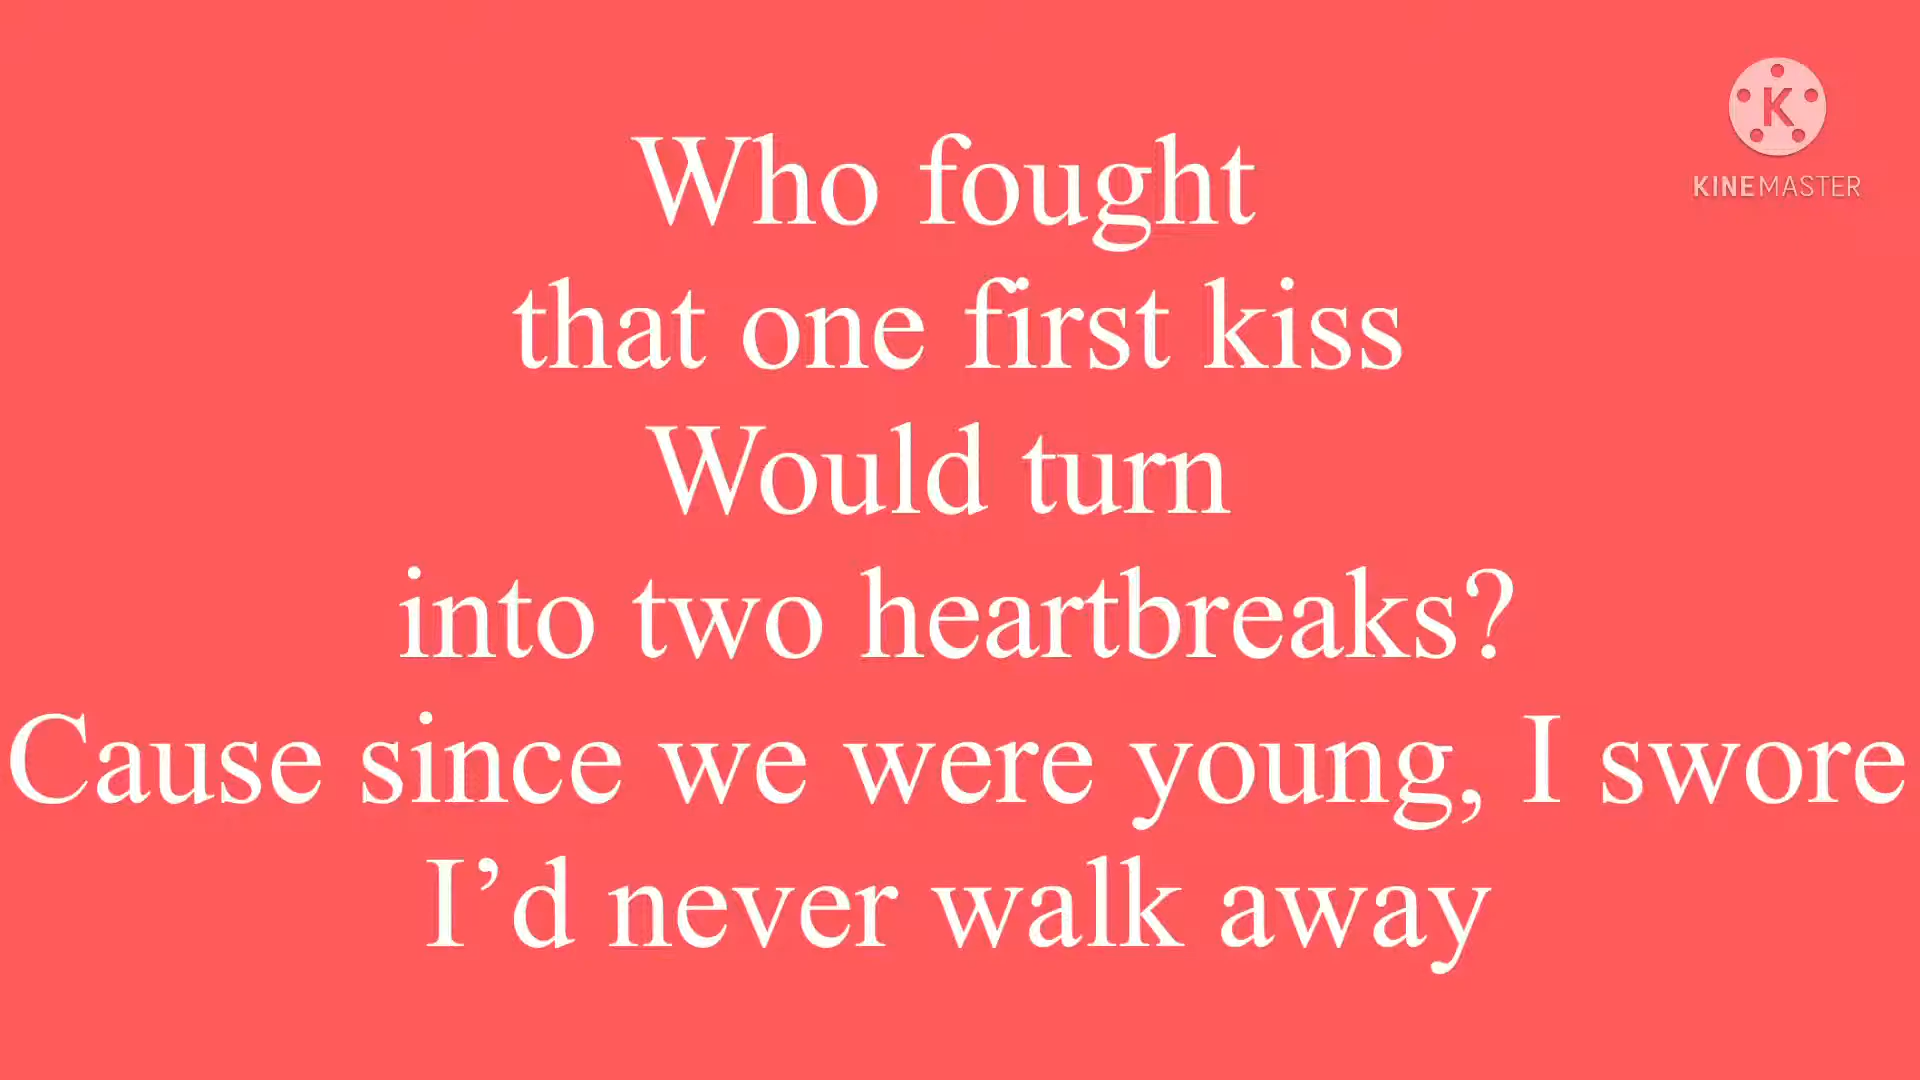 Who fought
that one first kiss
Would turn
into two heartbreaks?
Cause since we were young, I swore
I’d never walk away
K
KINEMASTER